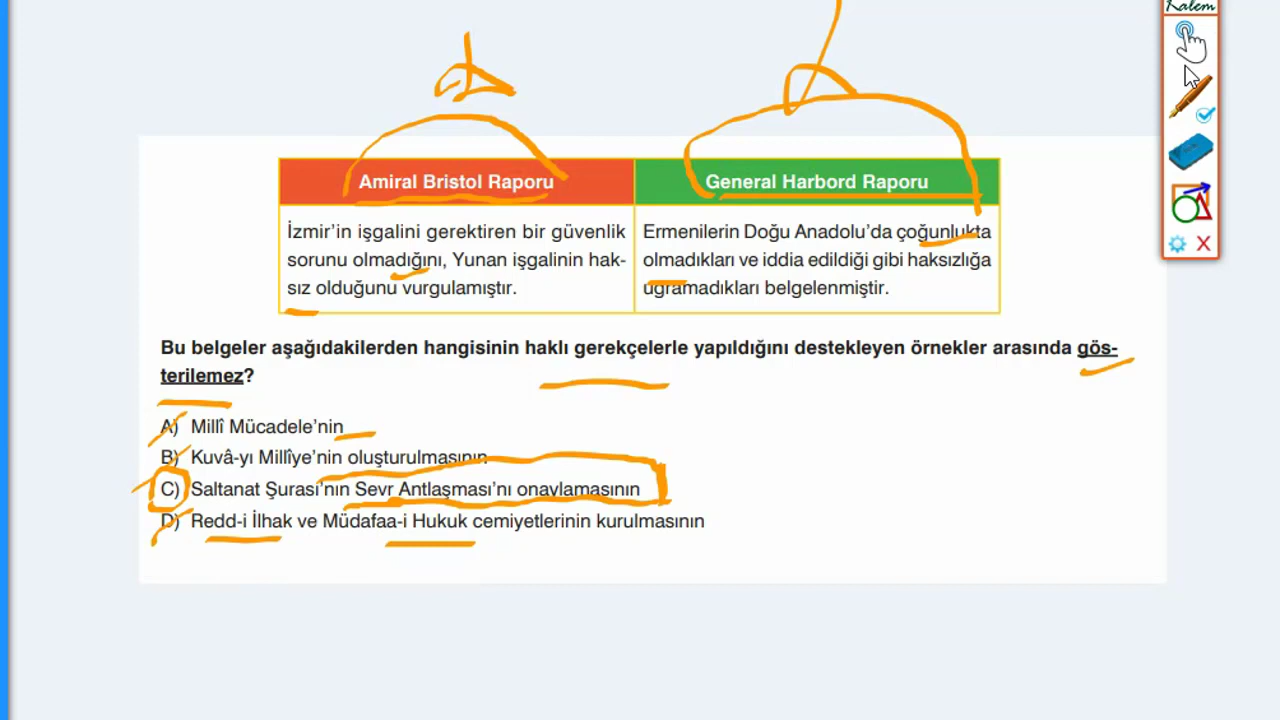 Kalem
Amiral Bristol Raporu
General Harbord Raporu
İzmir'in işgalini gerektiren bir güvenlik
sorunu olmadığını, Yunan işgalinin hak-
sız olduğunu vurgulamıştır.
Ermenilerin Doğu Anadolu'da çoğunlukta
olmadıkları ve iddia edildiği gibi haksızlığa
uğramadıkları belgelenmiştir.
Bu belgeler aşağıdakilerden hangisinin haklı gerekçelerle yapıldığını destekleyen örnekler arasında gös-
terilemez?
A) Millî Mücadele'nin
B) Kuvâ-yı Millîye'nin oluşturulmasının
C) Saltanat Şurası'nın Sevr Antlaşması'nı onaylamasının
D) Redd-i İlhak ve Müdafaa-i Hukuk cemiyetlerinin kurulmasının